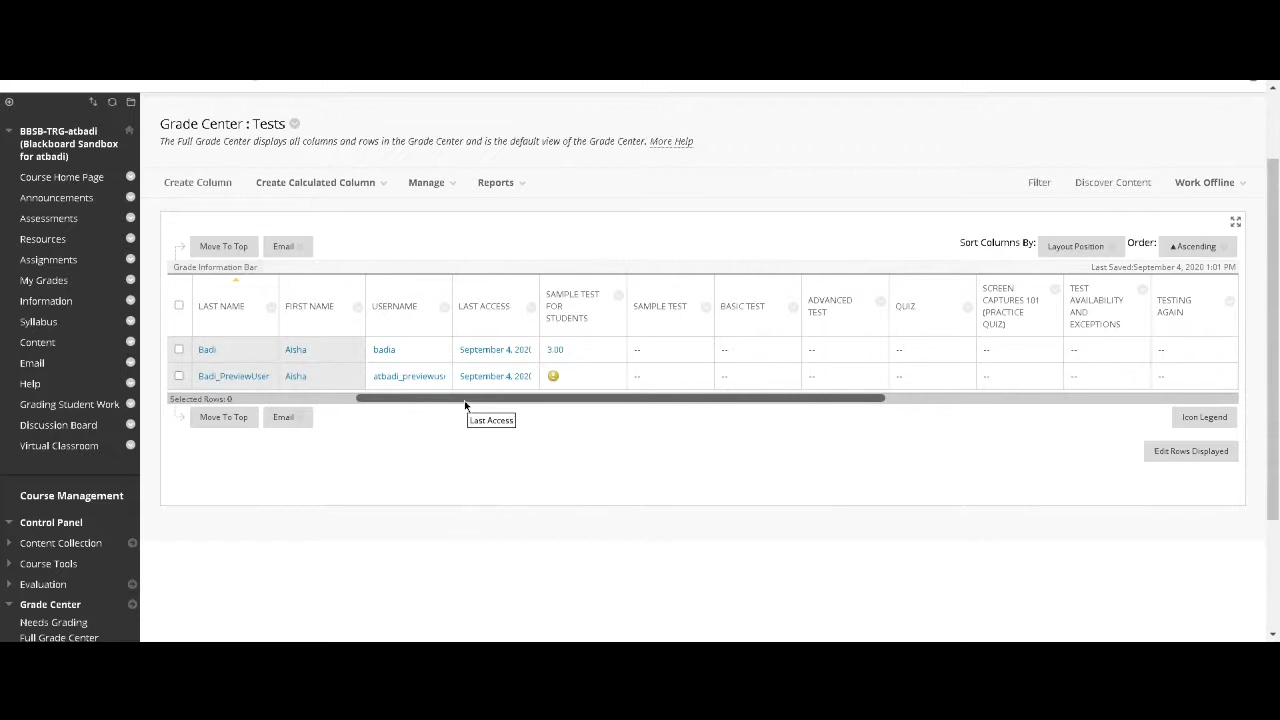 BBSB-TRG-atbadi
(Blackboard Sandbox
for atbadi)
Course Home Page
Announcements
Assessments
Resources
Assignments
My Grades
Information
Syllabus
Content
Email
Help
Grading Student Work
Discussion Board
Virtual Classroom
Course Management
Control Panel
Content Collection
Course Tools
Evaluation
Grade Center
Needs Grading
Full Grade Center
Grade Center : Tests
The Full Grade Center displays all columns and rows in the Grade Center and is the default view of the Grade Center. More Help
Create Column Create Calculated Column Manage Reports Filter Discover Content Work Offline
Move To Top Email Sort Columns By: Layout Position Order: ▲Ascending
Grade Information Bar Last Saved:September 4, 2020 1:01 PM
LAST NAME FIRST NAME USERNAME LAST ACCESS
SAMPLE TEST
FOR
STUDENTS
SAMPLE TEST BASIC TEST
ADVANCED
TEST
QUIZ
SCREEN
CAPTURES 101
(PRACTICE
QUIZ)
TEST
AVAILABILITY
AND
EXCEPTIONS
TESTING
AGAIN
Badi Aisha badia September 4, 2020 3.00 -- -- -- -- -- -- --
Badi_PreviewUser Aisha atbadi_previewus September 4, 2020 -- -- -- -- -- -- --
Selected Rows: 0
Move To Top Email Icon Legend
Last Access
Edit Rows Displayed